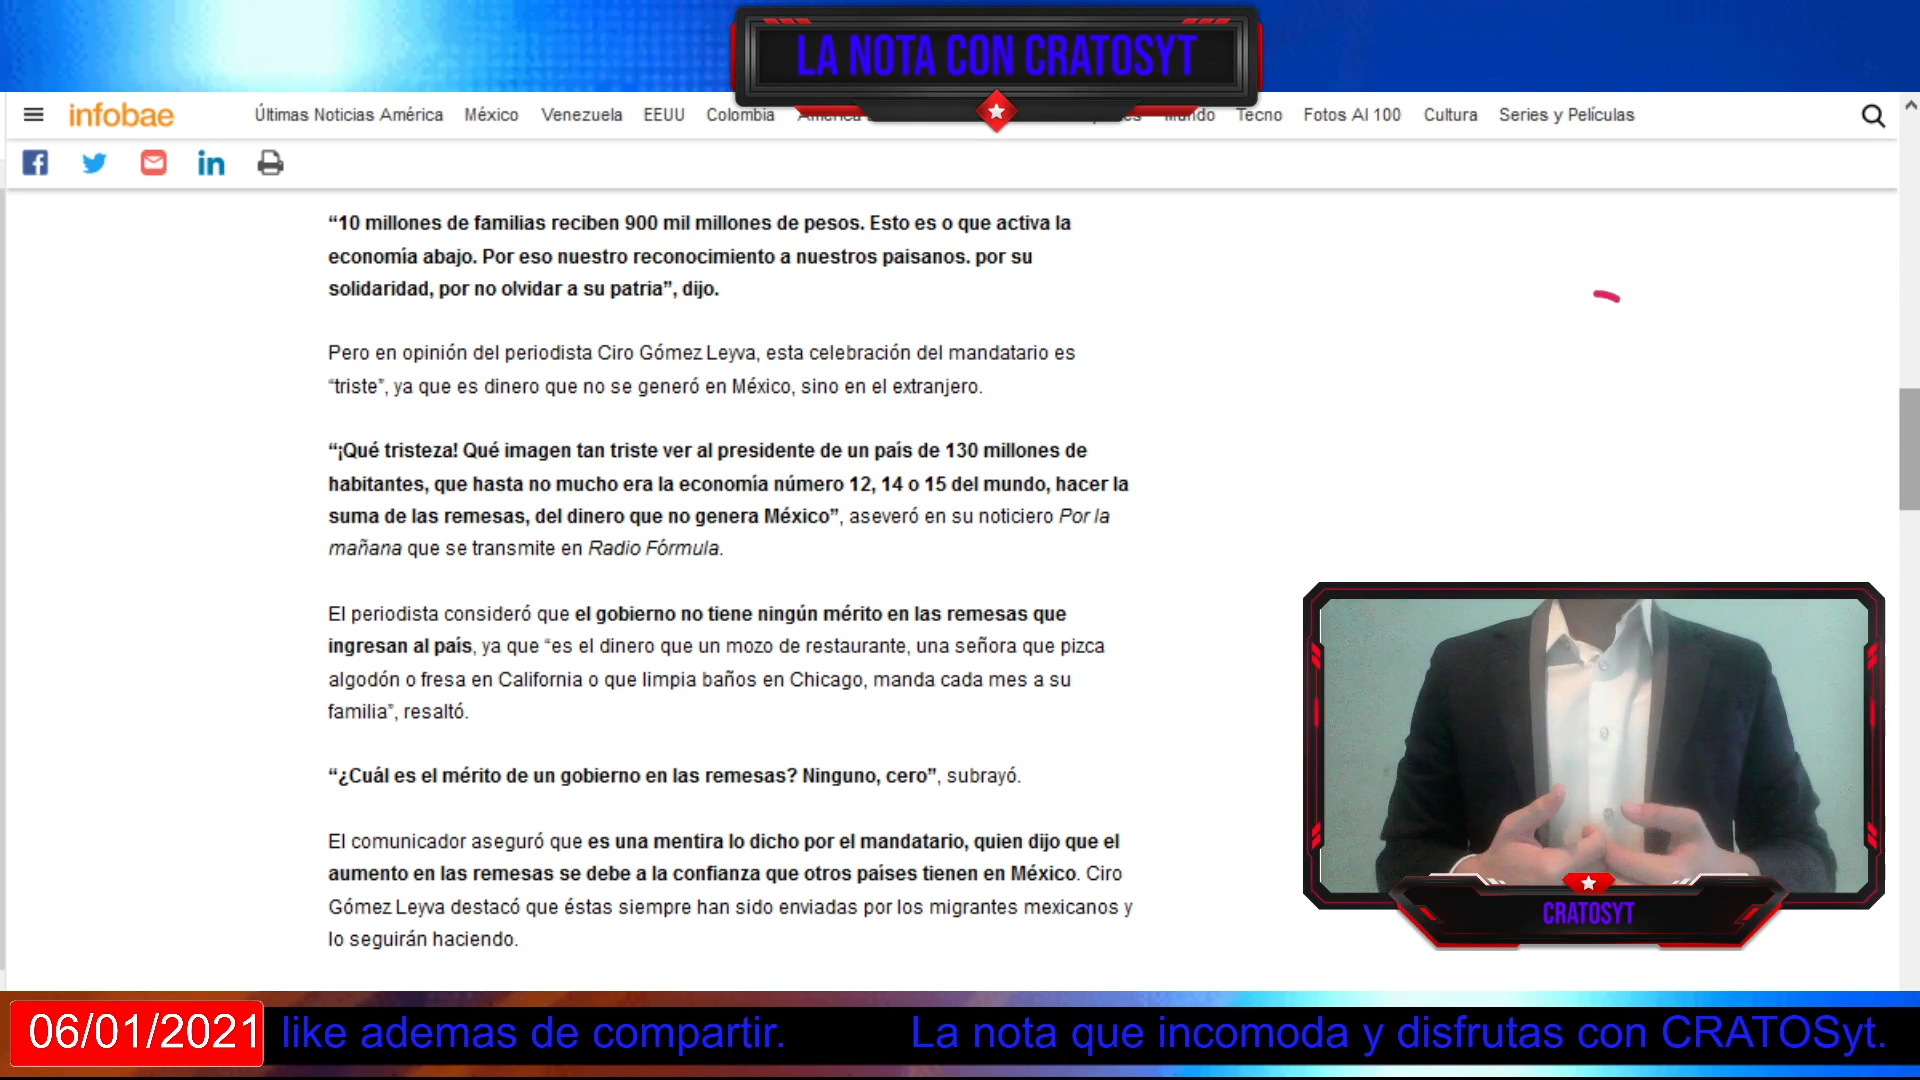 LA NOTA CON CRATOSYT
infobae
Últimas Noticias América México Venezuela EEUU Colombia Mundo Tecno Fotos Al 100 Cultura Series y Películas
“10 millones de familias reciben 900 mil millones de pesos. Esto es o que activa la
economía abajo. Por eso nuestro reconocimiento a nuestros paisanos. por su
solidaridad, por no olvidar a su patria”, dijo.
Pero en opinión del periodista Ciro Gómez Leyva, esta celebración del mandatario es
“triste”, ya que es dinero que no se generó en México, sino en el extranjero.
“¡Qué tristeza! Qué imagen tan triste ver al presidente de un país de 130 millones de
habitantes, que hasta no mucho era la economía número 12, 14 o 15 del mundo, hacer la
suma de las remesas, del dinero que no genera México”, aseveró en su noticiero Por la
mañana que se transmite en Radio Fórmula.
El periodista consideró que el gobierno no tiene ningún mérito en las remesas que
ingresan al país, ya que “es el dinero que un mozo de restaurante, una señora que pizca
algodón o fresa en California o que limpia baños en Chicago, manda cada mes a su
familia”, resaltó.
“¿Cuál es el mérito de un gobierno en las remesas? Ninguno, cero”, subrayó.
El comunicador aseguró que es una mentira lo dicho por el mandatario, quien dijo que el
aumento en las remesas se debe a la confianza que otros países tienen en México. Ciro
Gómez Leyva destacó que éstas siempre han sido enviadas por los migrantes mexicanos y
lo seguirán haciendo.
CRATOSYT
06/01/2021 like ademas de compartir. La nota que incomoda y disfrutas con CRATOSyt.